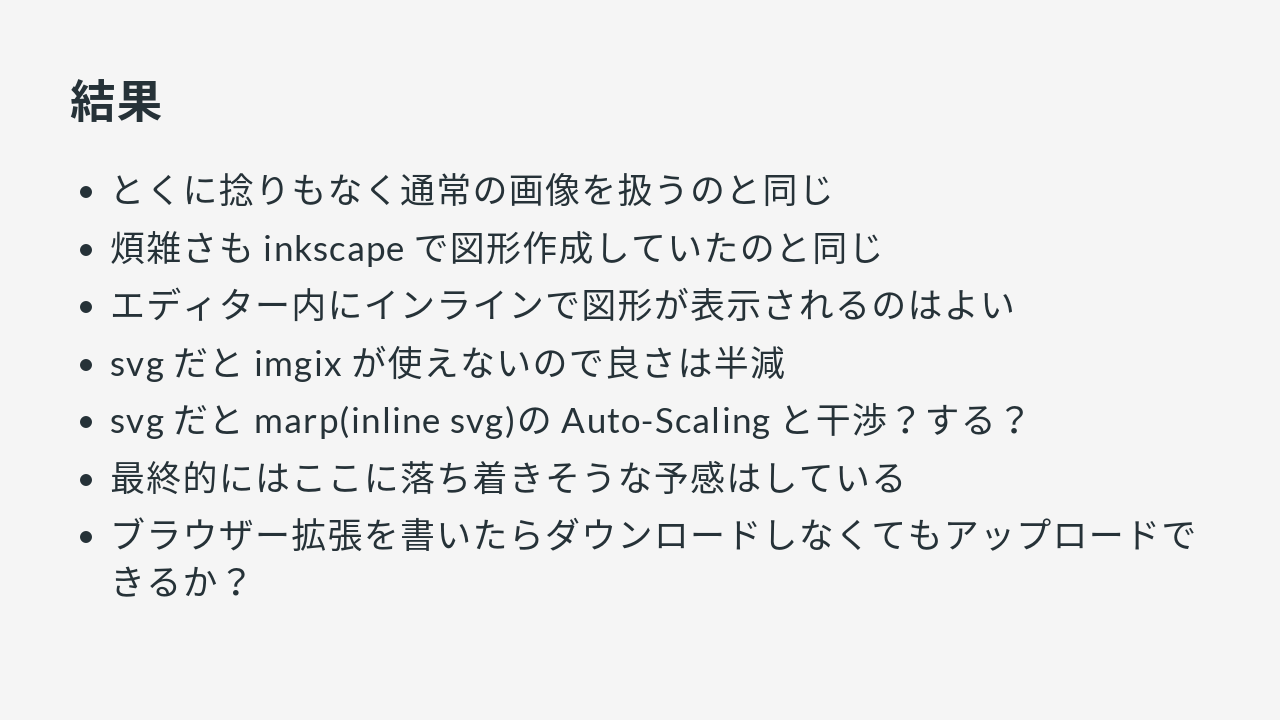 結果
とくに捻りもなく通常の画像を扱うのと同じ
煩雑さも inkscape で図形作成していたのと同じ
エディター内にインラインで図形が表示されるのはよい
svg だと imgix が使えないので良さは半減
svg だと marp(inline svg)の Auto-Scaling と干渉？する？
最終的にはここに落ち着きそうな予感はしている
ブラウザー拡張を書いたらダウンロードしなくてもアップロードで
きるか？